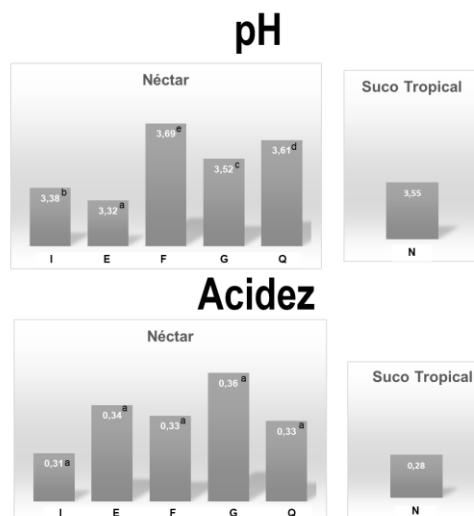 pH
Néctar
3,38 b
3,32 a
3,69 e
3,52 c
3,61 d
I E F G Q
Suco Tropical
3,55
N
Acidez
Néctar
0,31 a
0,34 a
0,33 a
0,36 a
0,33 a
I E F G Q
Suco Tropical
0,28
N